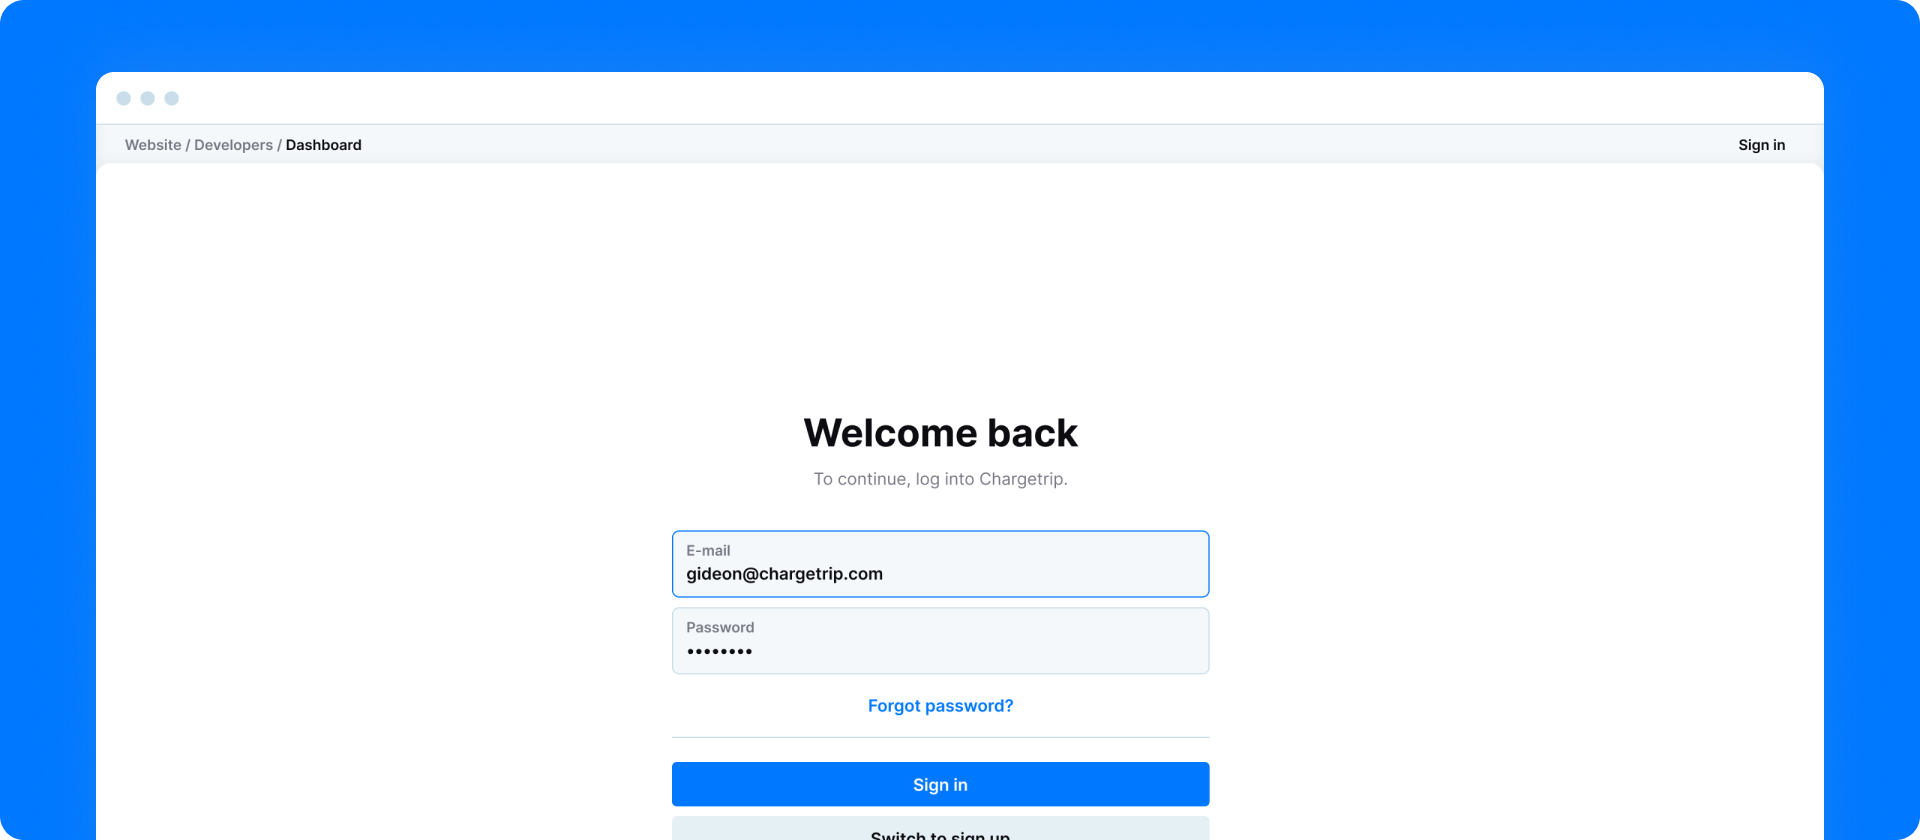 Website / Developers / Dashboard
Sign in
Welcome back
To continue, log into Chargetrip.
E-mail
gideon@chargetrip.com
Password
••••••••
Forgot password?
Sign in
Switch to sign up